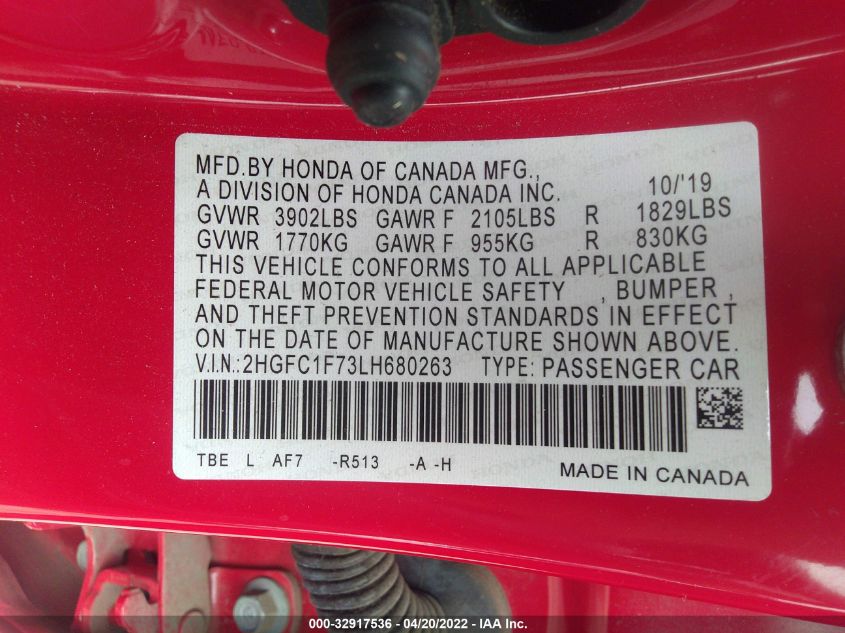 MFD.BY HONDA OF CANADA MFG.,
A DIVISION OF HONDA CANADA INC. 10/'19
GVWR 3902LBS GAWR F 2105LBS R 1829LBS
GVWR 1770KG GAWR F 955KG R 830KG
THIS VEHICLE CONFORMS TO ALL APPLICABLE
FEDERAL MOTOR VEHICLE SAFETY , BUMPER ,
AND THEFT PREVENTION STANDARDS IN EFFECT
ON THE DATE OF MANUFACTURE SHOWN ABOVE.
V.I.N.:2HGFC1F73LH680263 TYPE: PASSENGER CAR
TBE L AF7 -R513 -A -H
MADE IN CANADA
000-32917536 - 04/20/2022 - IAA Inc.